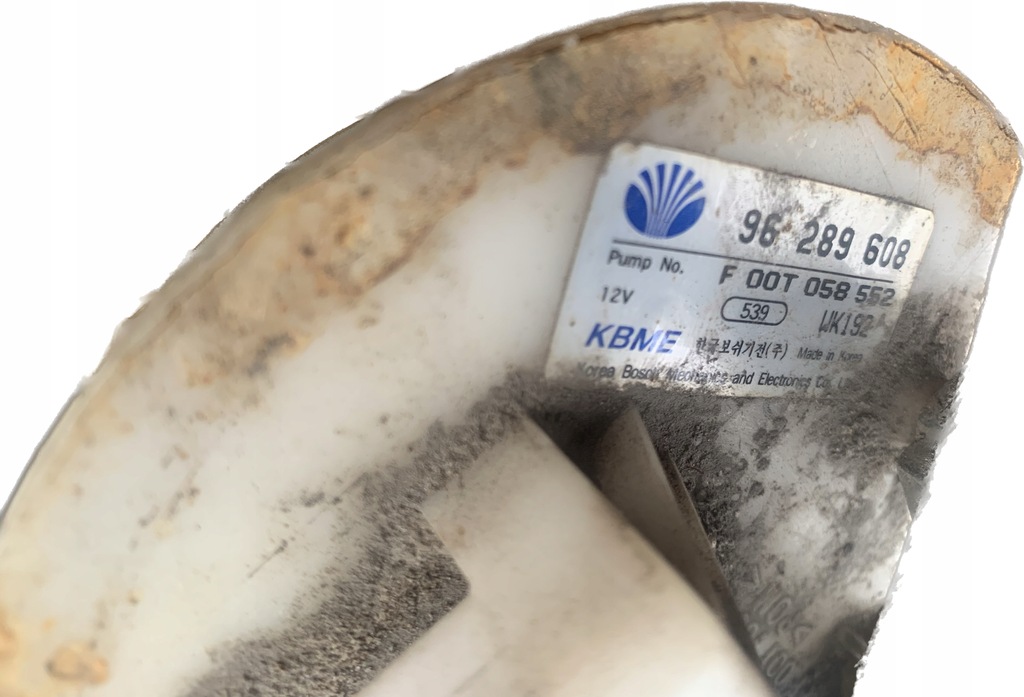 96 289 608
Pump No. F 00T 058 552
12V 539 WK192
KBME 한국보쉬기전(주) Made in Korea
Korea Bosch Mechanics and Electronics Co.